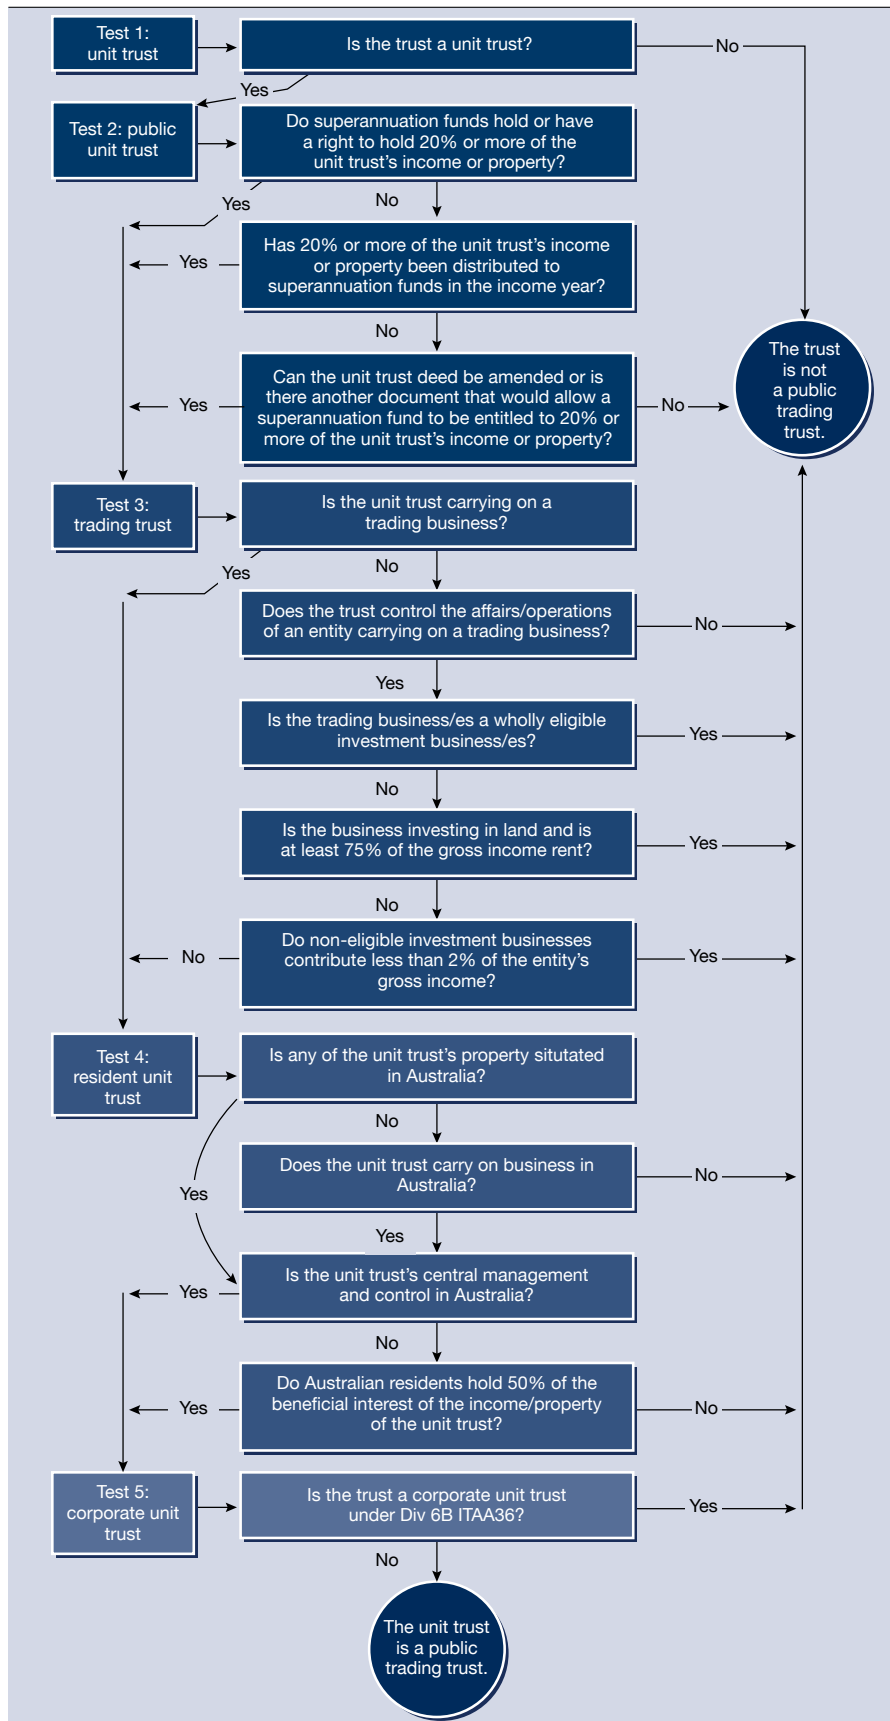 Test 1:
unit trust
Is the trust a unit trust?
No
Yes
Test 2: public
unit trust
Do superannuation funds hold or have
a right to hold 20% or more of the
unit trust's income or property?
Yes
No
Has 20% or more of the unit trust's income
or property been distributed to
superannuation funds in the income year?
Yes
No
Can the unit trust deed be amended or is
there another document that would allow a
superannuation fund to be entitled to 20% or
more of the unit trust's income or property?
Yes
No
The trust
is not
a public
trading
trust.
Test 3:
trading trust
Is the unit trust carrying on a
trading business?
Yes
No
Does the trust control the affairs/operations
of an entity carrying on a trading business?
No
Yes
Is the trading business/es a wholly eligible
investment business/es?
Yes
No
Is the business investing in land and is
at least 75% of the gross income rent?
Yes
No
Do non-eligible investment businesses
contribute less than 2% of the entity's
gross income?
No
Yes
Test 4:
resident unit
trust
Is any of the unit trust's property situtated
in Australia?
Yes
No
Does the unit trust carry on business in
Australia?
No
Yes
Is the unit trust's central management
and control in Australia?
Yes
No
Do Australian residents hold 50% of the
beneficial interest of the income/property
of the unit trust?
Yes
No
Test 5:
corporate unit
trust
Is the trust a corporate unit trust
under Div 6B ITAA36?
Yes
No
The unit trust
is a public
trading trust.